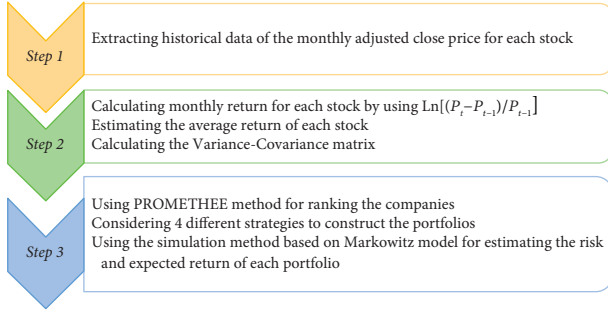 Step 1
Extracting historical data of the monthly adjusted close price for each stock
Step 2
Calculating monthly return for each stock by using Ln[(Pₜ−Pₜ₋₁)/Pₜ₋₁]
Estimating the average return of each stock
Calculating the Variance-Covariance matrix
Step 3
Using PROMETHEE method for ranking the companies
Considering 4 different strategies to construct the portfolios
Using the simulation method based on Markowitz model for estimating the risk
and expected return of each portfolio